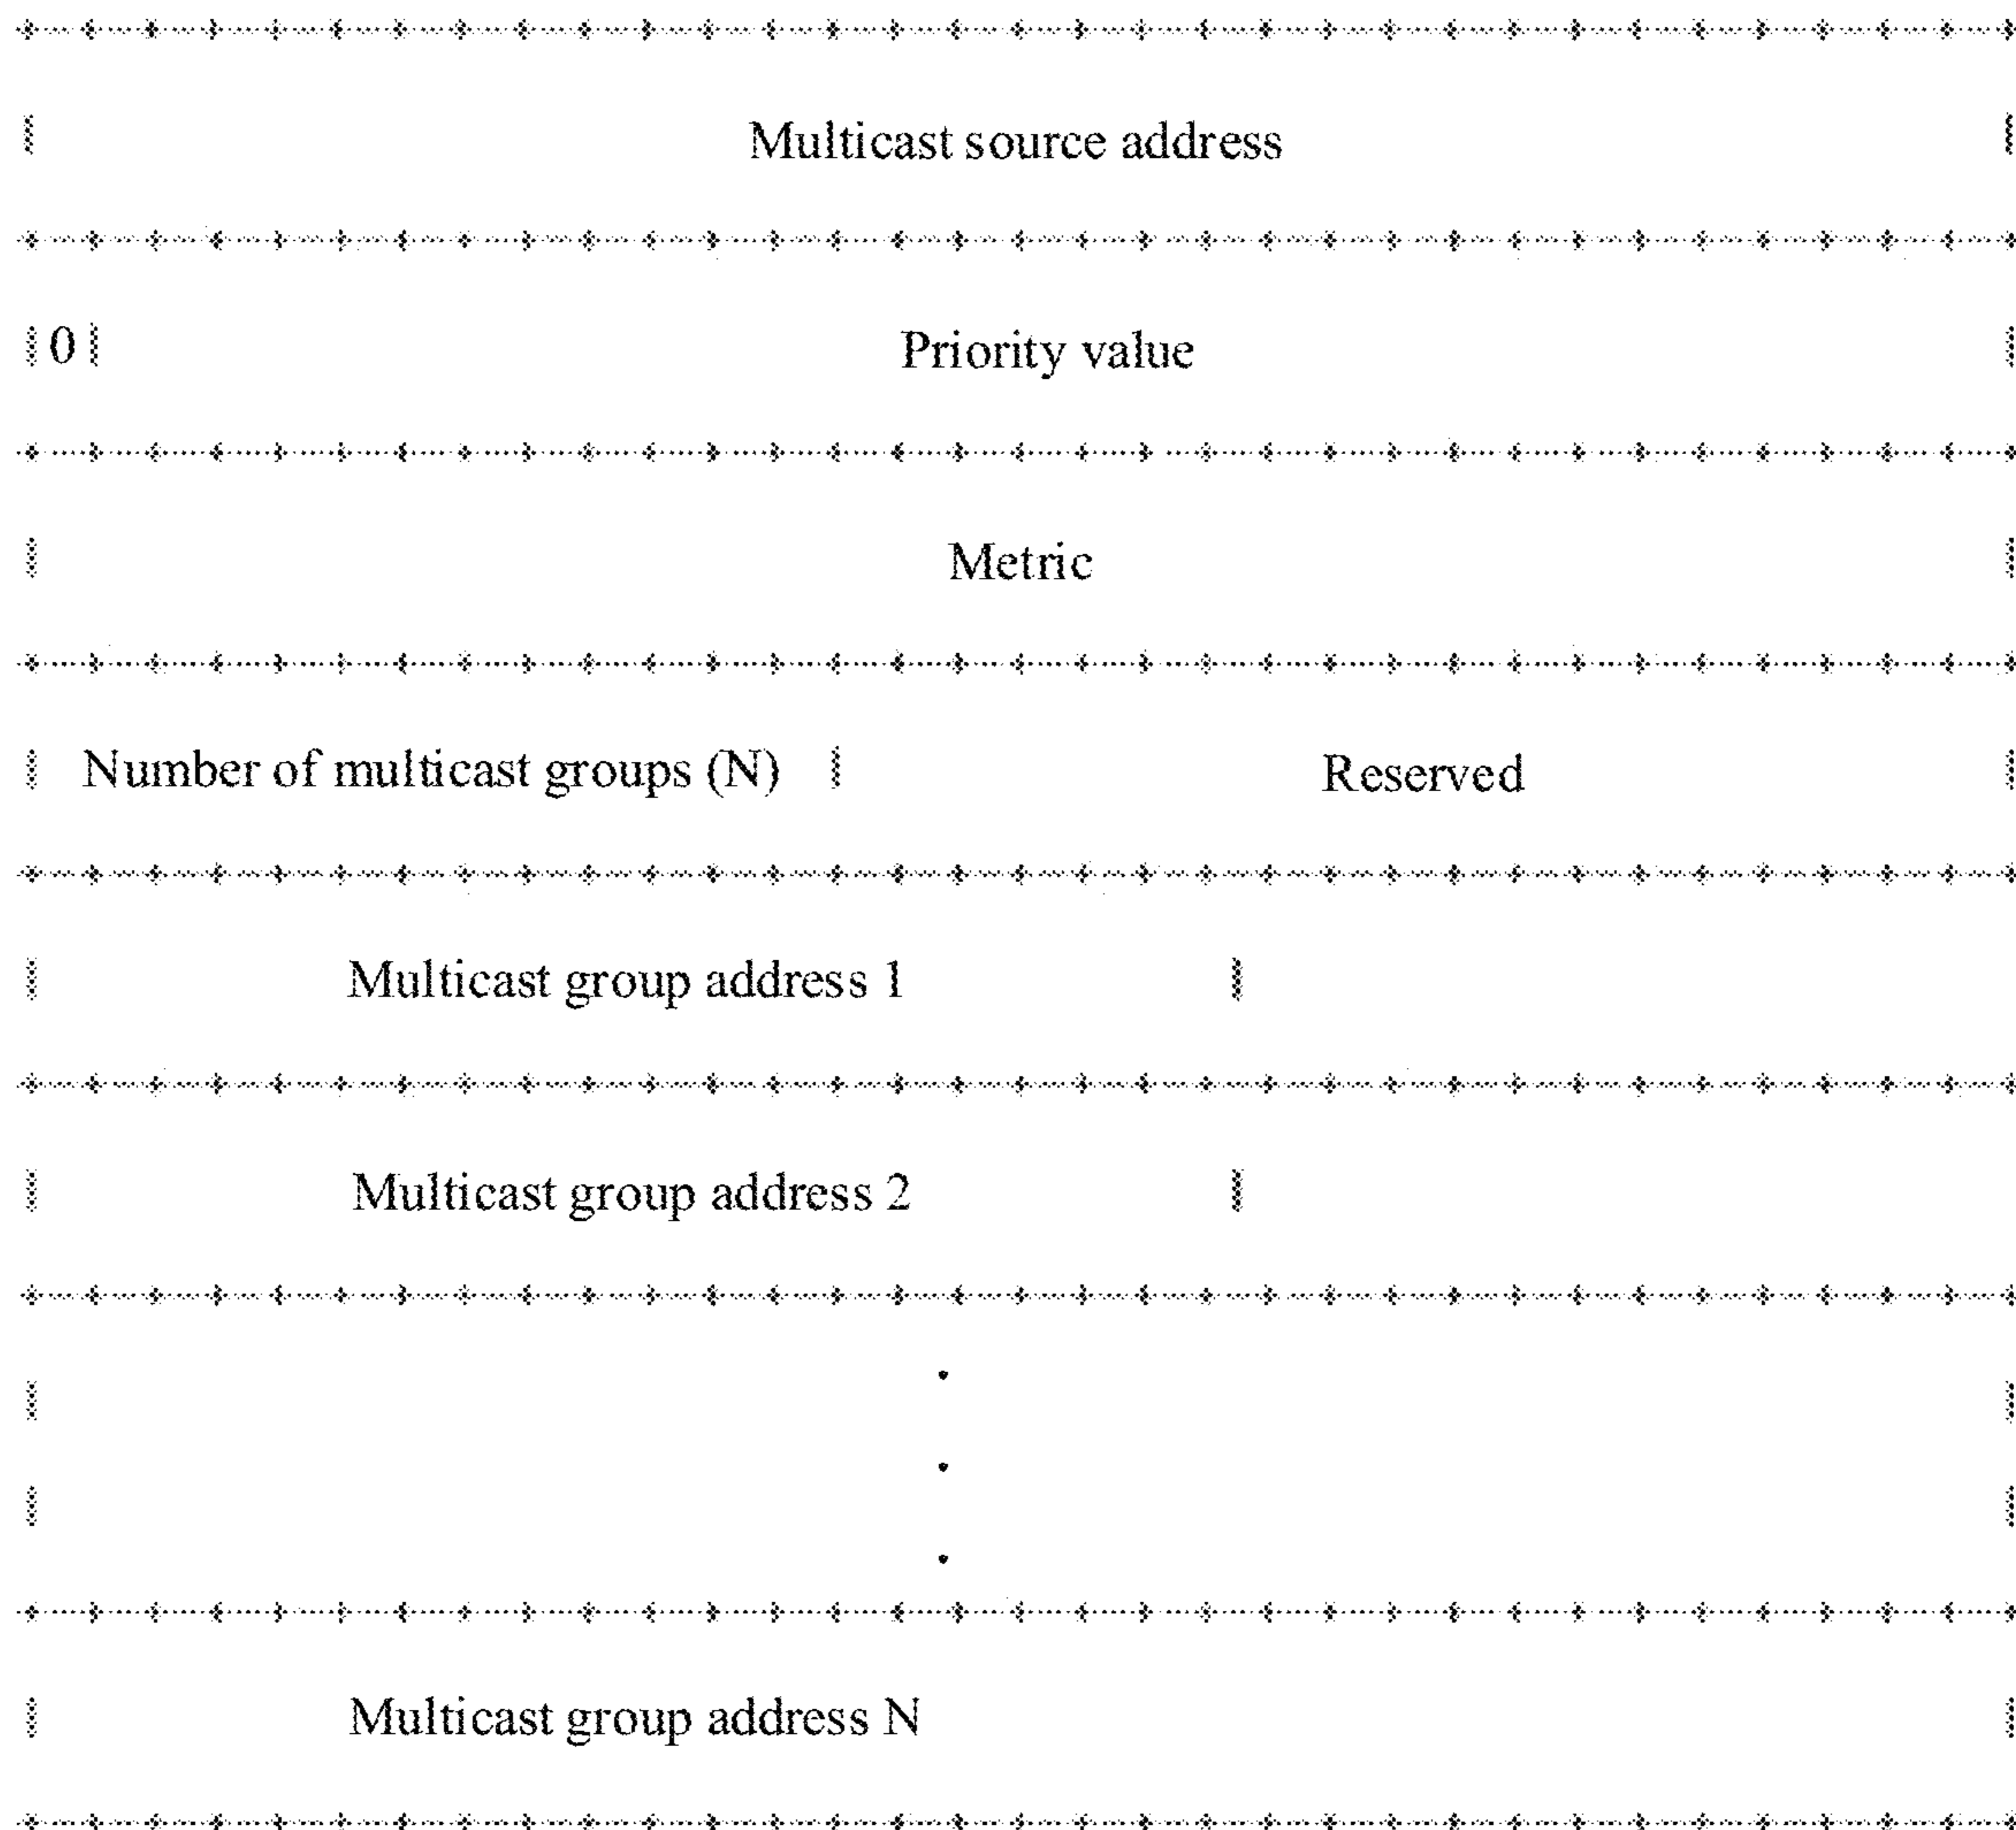 Multicast source address
0 Priority value
Metric
Number of multicast groups (N) Reserved
Multicast group address 1
Multicast group address 2
.
.
.
Multicast group address N